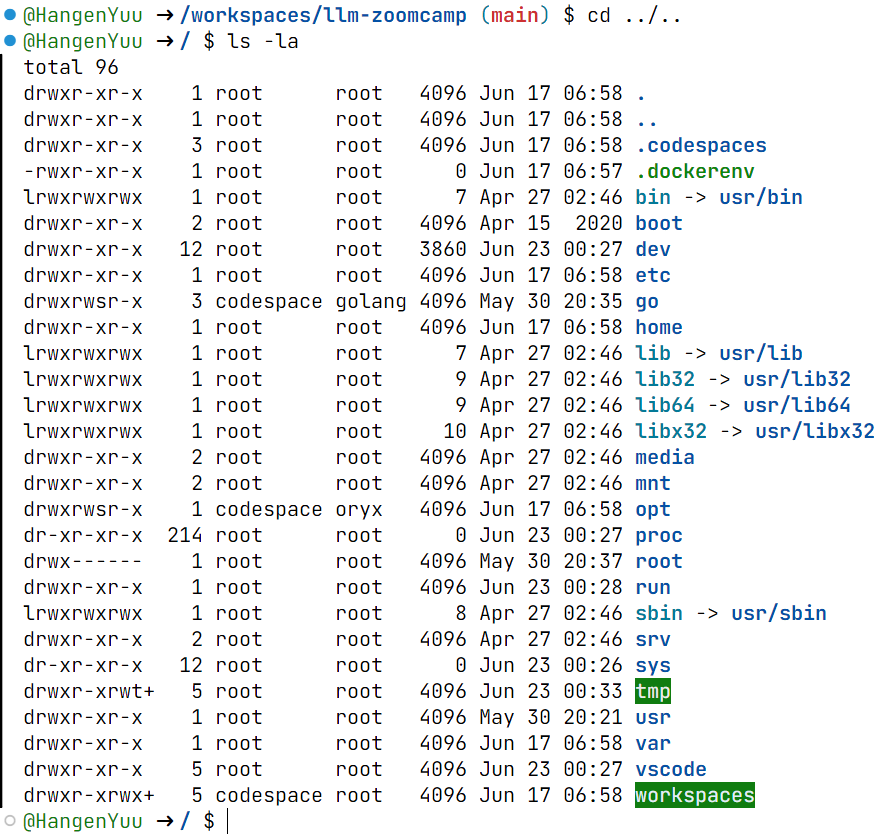 @HangenYuu → /workspaces/llm-zoomcamp (main) $ cd ../..
@HangenYuu → / $ ls -la
total 96
drwxr-xr-x    1 root      root   4096 Jun 17 06:58 .
drwxr-xr-x    1 root      root   4096 Jun 17 06:58 ..
drwxr-xr-x    3 root      root   4096 Jun 17 06:58 .codespaces
-rwxr-xr-x    1 root      root      0 Jun 17 06:57 .dockerenv
lrwxrwxrwx    1 root      root      7 Apr 27 02:46 bin -> usr/bin
drwxr-xr-x    2 root      root   4096 Apr 15  2020 boot
drwxr-xr-x   12 root      root   3860 Jun 23 00:27 dev
drwxr-xr-x    1 root      root   4096 Jun 17 06:58 etc
drwxrwsr-x    3 codespace golang 4096 May 30 20:35 go
drwxr-xr-x    1 root      root   4096 Jun 17 06:58 home
lrwxrwxrwx    1 root      root      7 Apr 27 02:46 lib -> usr/lib
lrwxrwxrwx    1 root      root      9 Apr 27 02:46 lib32 -> usr/lib32
lrwxrwxrwx    1 root      root      9 Apr 27 02:46 lib64 -> usr/lib64
lrwxrwxrwx    1 root      root     10 Apr 27 02:46 libx32 -> usr/libx32
drwxr-xr-x    2 root      root   4096 Apr 27 02:46 media
drwxr-xr-x    2 root      root   4096 Apr 27 02:46 mnt
drwxrwsr-x    1 codespace oryx   4096 Jun 17 06:58 opt
dr-xr-xr-x  214 root      root      0 Jun 23 00:27 proc
drwx------    1 root      root   4096 May 30 20:37 root
drwxr-xr-x    1 root      root   4096 Jun 23 00:28 run
lrwxrwxrwx    1 root      root      8 Apr 27 02:46 sbin -> usr/sbin
drwxr-xr-x    2 root      root   4096 Apr 27 02:46 srv
dr-xr-xr-x   12 root      root      0 Jun 23 00:26 sys
drwxr-xrwt+   5 root      root   4096 Jun 23 00:33 tmp
drwxr-xr-x    1 root      root   4096 May 30 20:21 usr
drwxr-xr-x    1 root      root   4096 Jun 17 06:58 var
drwxr-xr-x    5 root      root   4096 Jun 23 00:27 vscode
drwxr-xrwx+   5 codespace root   4096 Jun 17 06:58 workspaces
@HangenYuu → / $